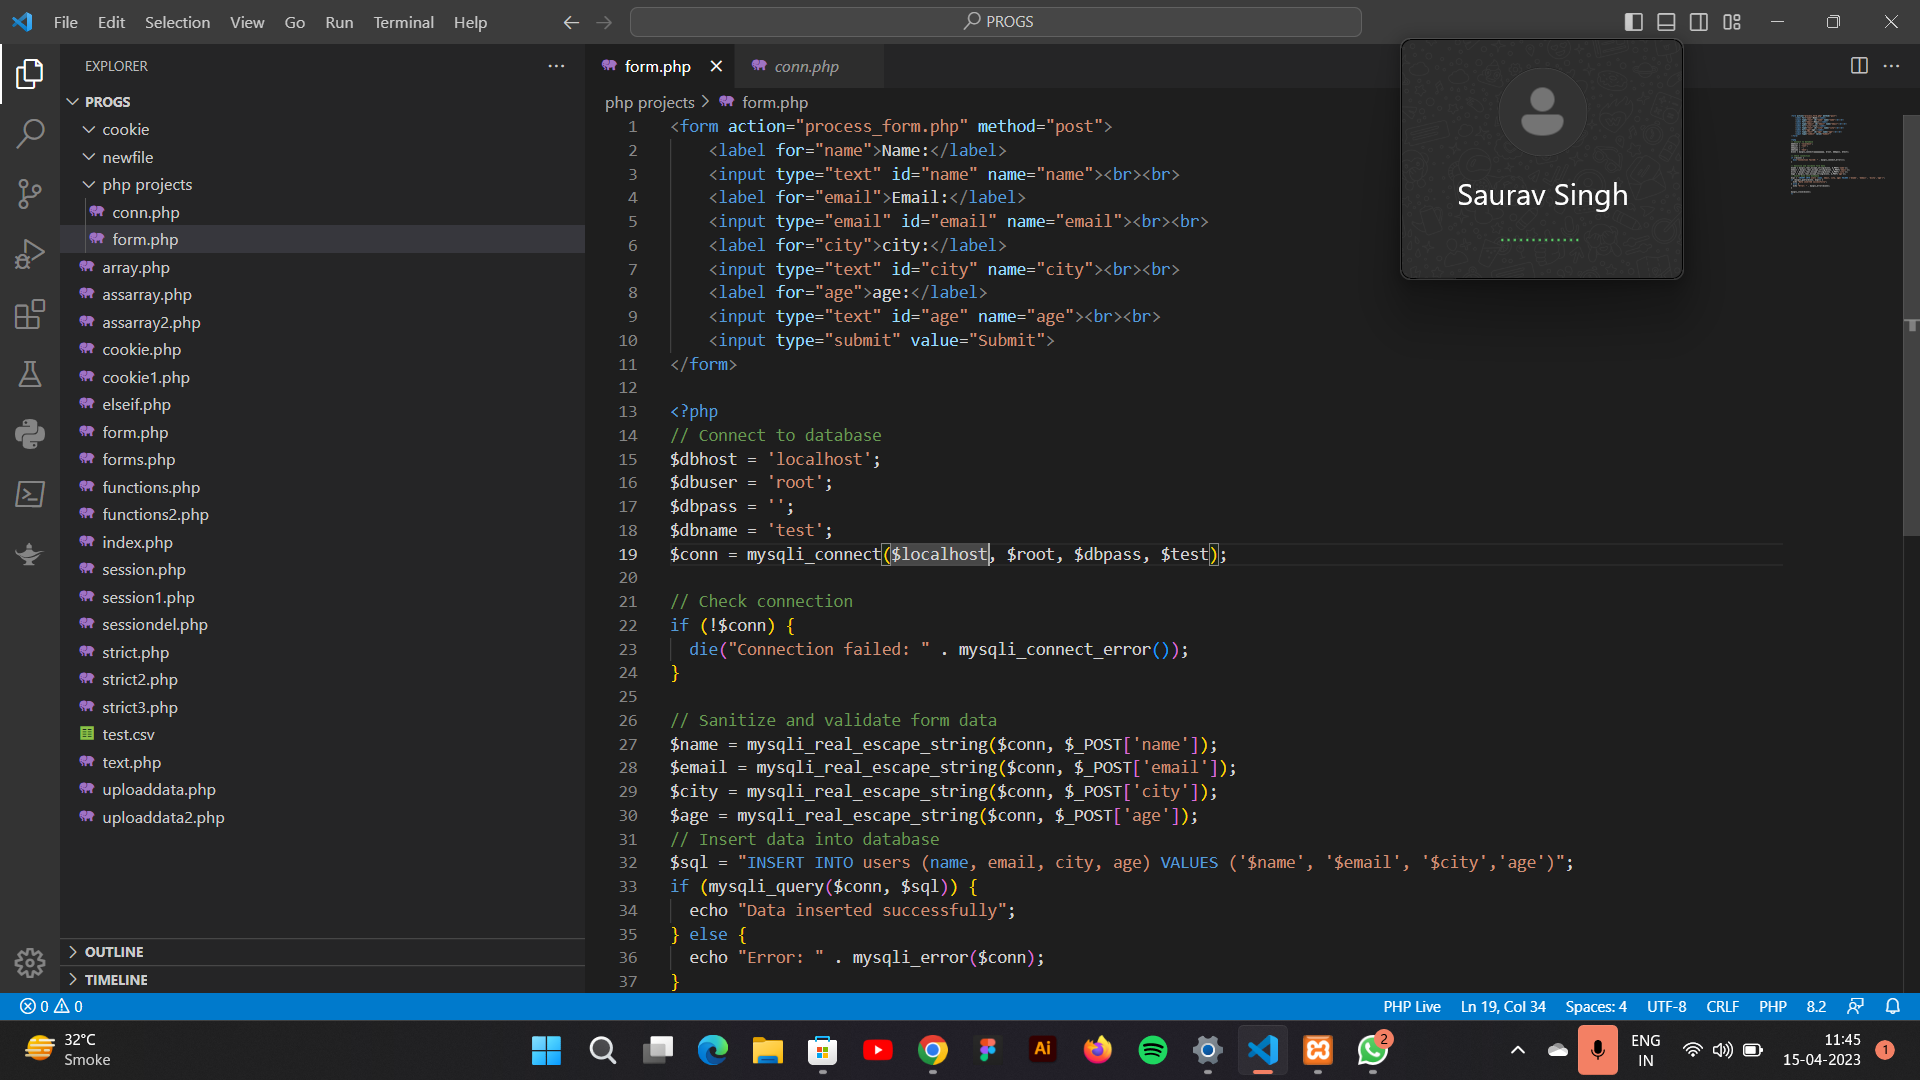 File Edit Selection View Go Run Terminal Help
PROGS
EXPLORER
PROGS
cookie
newfile
php projects
conn.php
form.php
array.php
assarray.php
assarray2.php
cookie.php
cookie1.php
elseif.php
form.php
forms.php
functions.php
functions2.php
index.php
session.php
session1.php
sessiondel.php
strict.php
strict2.php
strict3.php
test.csv
text.php
uploaddata.php
uploaddata2.php
OUTLINE
TIMELINE
form.php conn.php
php projects > form.php
1 <form action="process_form.php" method="post">
2 <label for="name">Name:</label>
3 <input type="text" id="name" name="name"><br><br>
4 <label for="email">Email:</label>
5 <input type="email" id="email" name="email"><br><br>
6 <label for="city">city:</label>
7 <input type="text" id="city" name="city"><br><br>
8 <label for="age">age:</label>
9 <input type="text" id="age" name="age"><br><br>
10 <input type="submit" value="Submit">
11 </form>
12
13 <?php
14 // Connect to database
15 $dbhost = 'localhost';
16 $dbuser = 'root';
17 $dbpass = '';
18 $dbname = 'test';
19 $conn = mysqli_connect($localhost, $root, $dbpass, $test);
20
21 // Check connection
22 if (!$conn) {
23 die("Connection failed: " . mysqli_connect_error());
24 }
25
26 // Sanitize and validate form data
27 $name = mysqli_real_escape_string($conn, $_POST['name']);
28 $email = mysqli_real_escape_string($conn, $_POST['email']);
29 $city = mysqli_real_escape_string($conn, $_POST['city']);
30 $age = mysqli_real_escape_string($conn, $_POST['age']);
31 // Insert data into database
32 $sql = "INSERT INTO users (name, email, city, age) VALUES ('$name', '$email', '$city','age')";
33 if (mysqli_query($conn, $sql)) {
34 echo "Data inserted successfully";
35 } else {
36 echo "Error: " . mysqli_error($conn);
37 }
Saurav Singh
0 0
PHP Live Ln 19, Col 34 Spaces: 4 UTF-8 CRLF PHP 8.2
32°C
Smoke
Ai
2
ENG
IN
11:45
15-04-2023
1